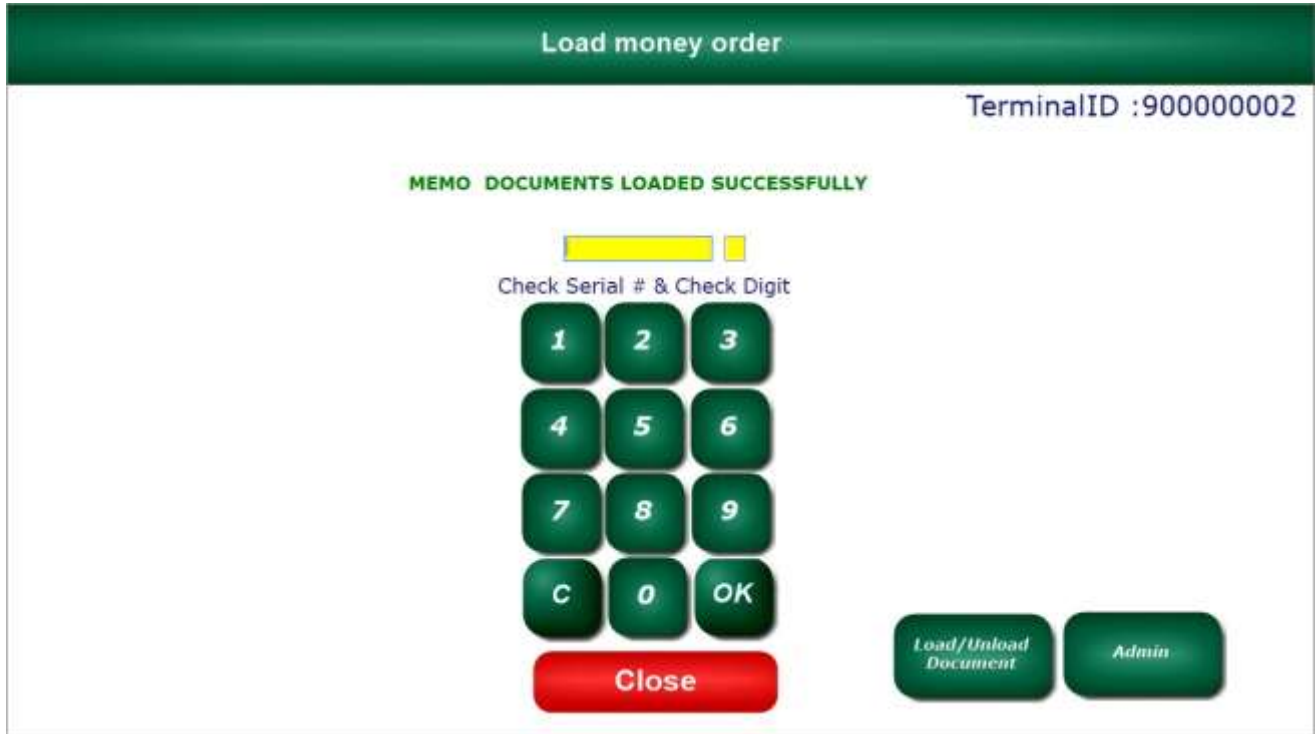 Load money order
TerminalID :900000002
MEMO  DOCUMENTS LOADED SUCCESSFULLY
Check Serial # & Check Digit
1 2 3
4 5 6
7 8 9
C 0 OK
Load/Unload
Document
Admin
Close